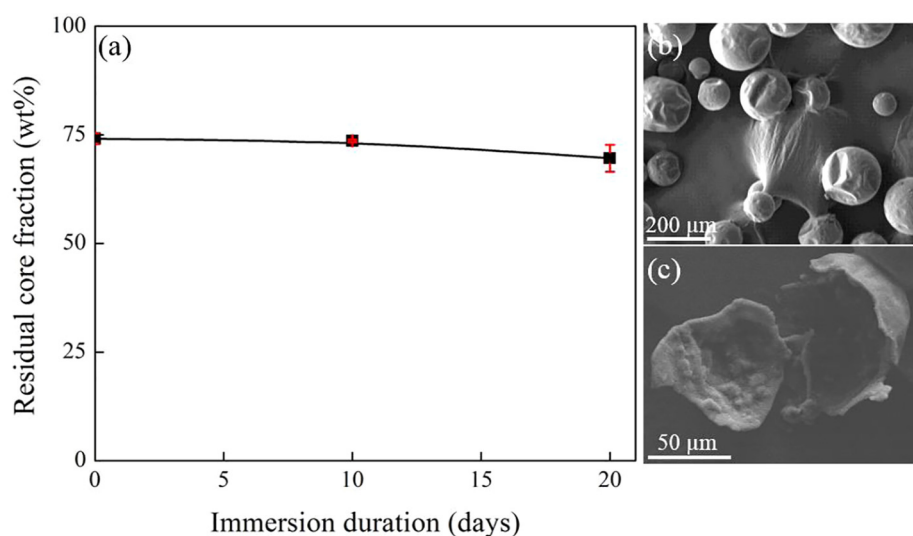 (a)
Residual core fraction (wt%)
100
75
50
25
0
0 5 10 15 20
Immersion duration (days)
(b)
200 μm
(c)
50 μm